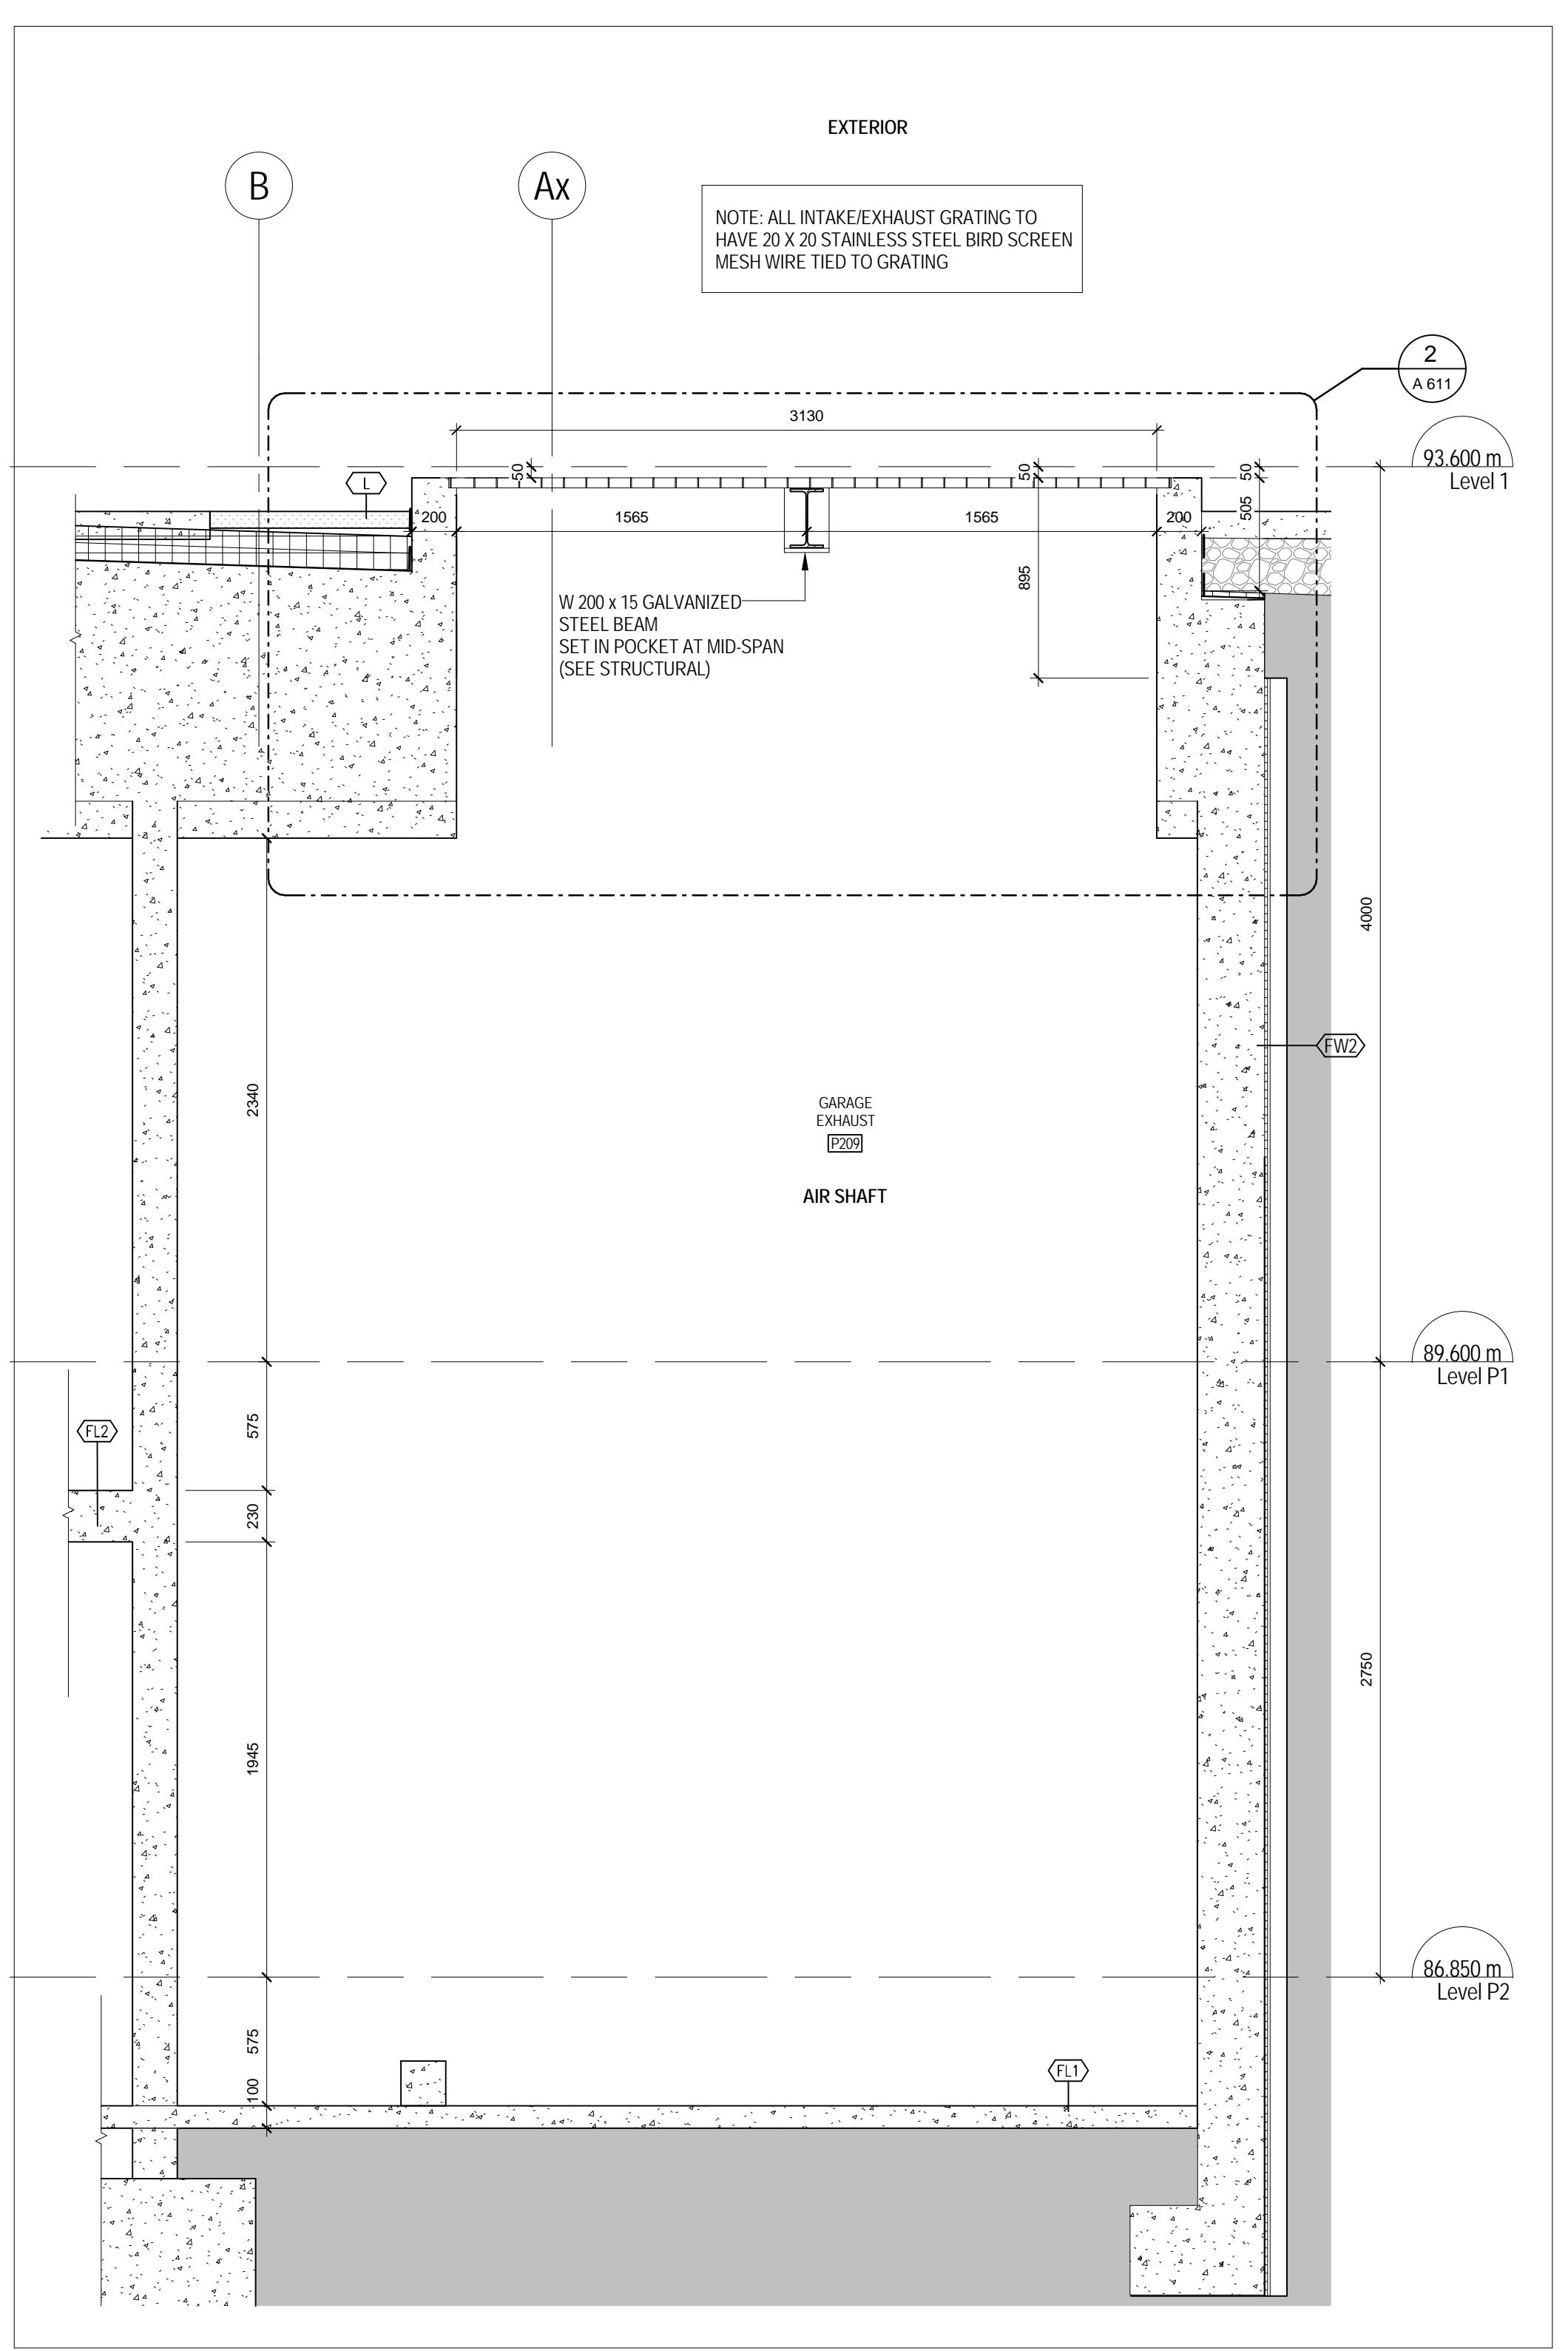 EXTERIOR
B
Ax
NOTE: ALL INTAKE/EXHAUST GRATING TO
HAVE 20 X 20 STAINLESS STEEL BIRD SCREEN
MESH WIRE TIED TO GRATING
2
A 611
3130
93.600 m
Level 1
50
50
50
L
200
1565
1565
200
505
895
W 200 x 15 GALVANIZED
STEEL BEAM
SET IN POCKET AT MID-SPAN
(SEE STRUCTURAL)
4000
FW2
2340
GARAGE
EXHAUST
P209
AIR SHAFT
89.600 m
Level P1
575
FL2
230
2750
1945
86.850 m
Level P2
575
FL1
100